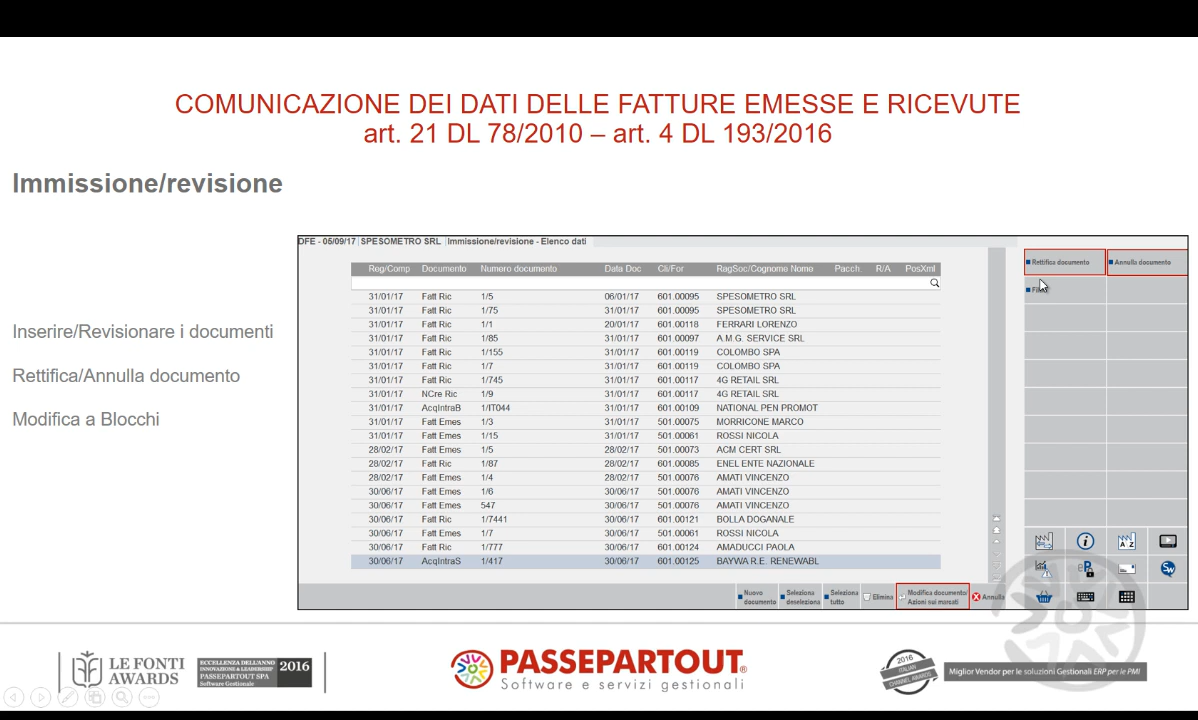 COMUNICAZIONE DEI DATI DELLE FATTURE EMESSE E RICEVUTE
art. 21 DL 78/2010 – art. 4 DL 193/2016
Immissione/revisione
Inserire/Revisionare i documenti
Rettifica/Annulla documento
Modifica a Blocchi
DFE - 05/09/17 SPESOMETRO SRL Immissione/revisione - Elenco dati
Reg/Comp Documento Numero documento Data Doc Cli/For RagSoc/Cognome Nome Pacch R/A PosXml
31/01/17 Fatt Ric 1/5 06/01/17 601.00095 SPESOMETRO SRL
31/01/17 Fatt Ric 1/75 31/01/17 601.00095 SPESOMETRO SRL
31/01/17 Fatt Ric 1/1 20/01/17 601.00118 FERRARI LORENZO
31/01/17 Fatt Ric 1/85 31/01/17 601.00097 A.M.G. SERVICE SRL
31/01/17 Fatt Ric 1/155 31/01/17 601.00119 COLOMBO SPA
31/01/17 Fatt Ric 1/7 31/01/17 601.00119 COLOMBO SPA
31/01/17 Fatt Ric 1/745 31/01/17 601.00117 4G RETAIL SRL
31/01/17 NCre Ric 1/9 31/01/17 601.00117 4G RETAIL SRL
31/01/17 AcqIntraB 1/IT044 31/01/17 601.00109 NATIONAL PEN PROMOT
31/01/17 Fatt Emes 1/3 31/01/17 501.00075 MORRICONE MARCO
31/01/17 Fatt Emes 1/15 31/01/17 501.00061 ROSSI NICOLA
28/02/17 Fatt Emes 1/5 28/02/17 501.00073 ACM CERT SRL
28/02/17 Fatt Ric 1/87 28/02/17 601.00085 ENEL ENTE NAZIONALE
28/02/17 Fatt Emes 1/4 28/02/17 501.00076 AMATI VINCENZO
30/06/17 Fatt Emes 1/6 30/06/17 501.00076 AMATI VINCENZO
30/06/17 Fatt Emes 547 30/06/17 501.00076 AMATI VINCENZO
30/06/17 Fatt Ric 1/7441 30/06/17 601.00121 BOLLA DOGANALE
30/06/17 Fatt Emes 1/7 30/06/17 501.00061 ROSSI NICOLA
30/06/17 Fatt Ric 1/777 30/06/17 601.00124 AMADUCCI PAOLA
30/06/17 AcqIntraS 1/417 30/06/17 601.00125 BAYWA R.E. RENEWABL
Rettifica documento Annulla documento
Nuovo documento
Seleziona deseleziona
Seleziona tutto
Elimina
Modifica documento
Azioni sui marcati
Annulla
LE FONTI
AWARDS
ECCELLENZA DELL'ANNO
INNOVAZIONE & LEADERSHIP
PASSEPARTOUT SPA
Software Gestionale
2016
PASSEPARTOUT®
Software e servizi gestionali
2016
ITALIAN
CHANNEL AWARDS
Miglior Vendor per le soluzioni Gestionali ERP per le PMI